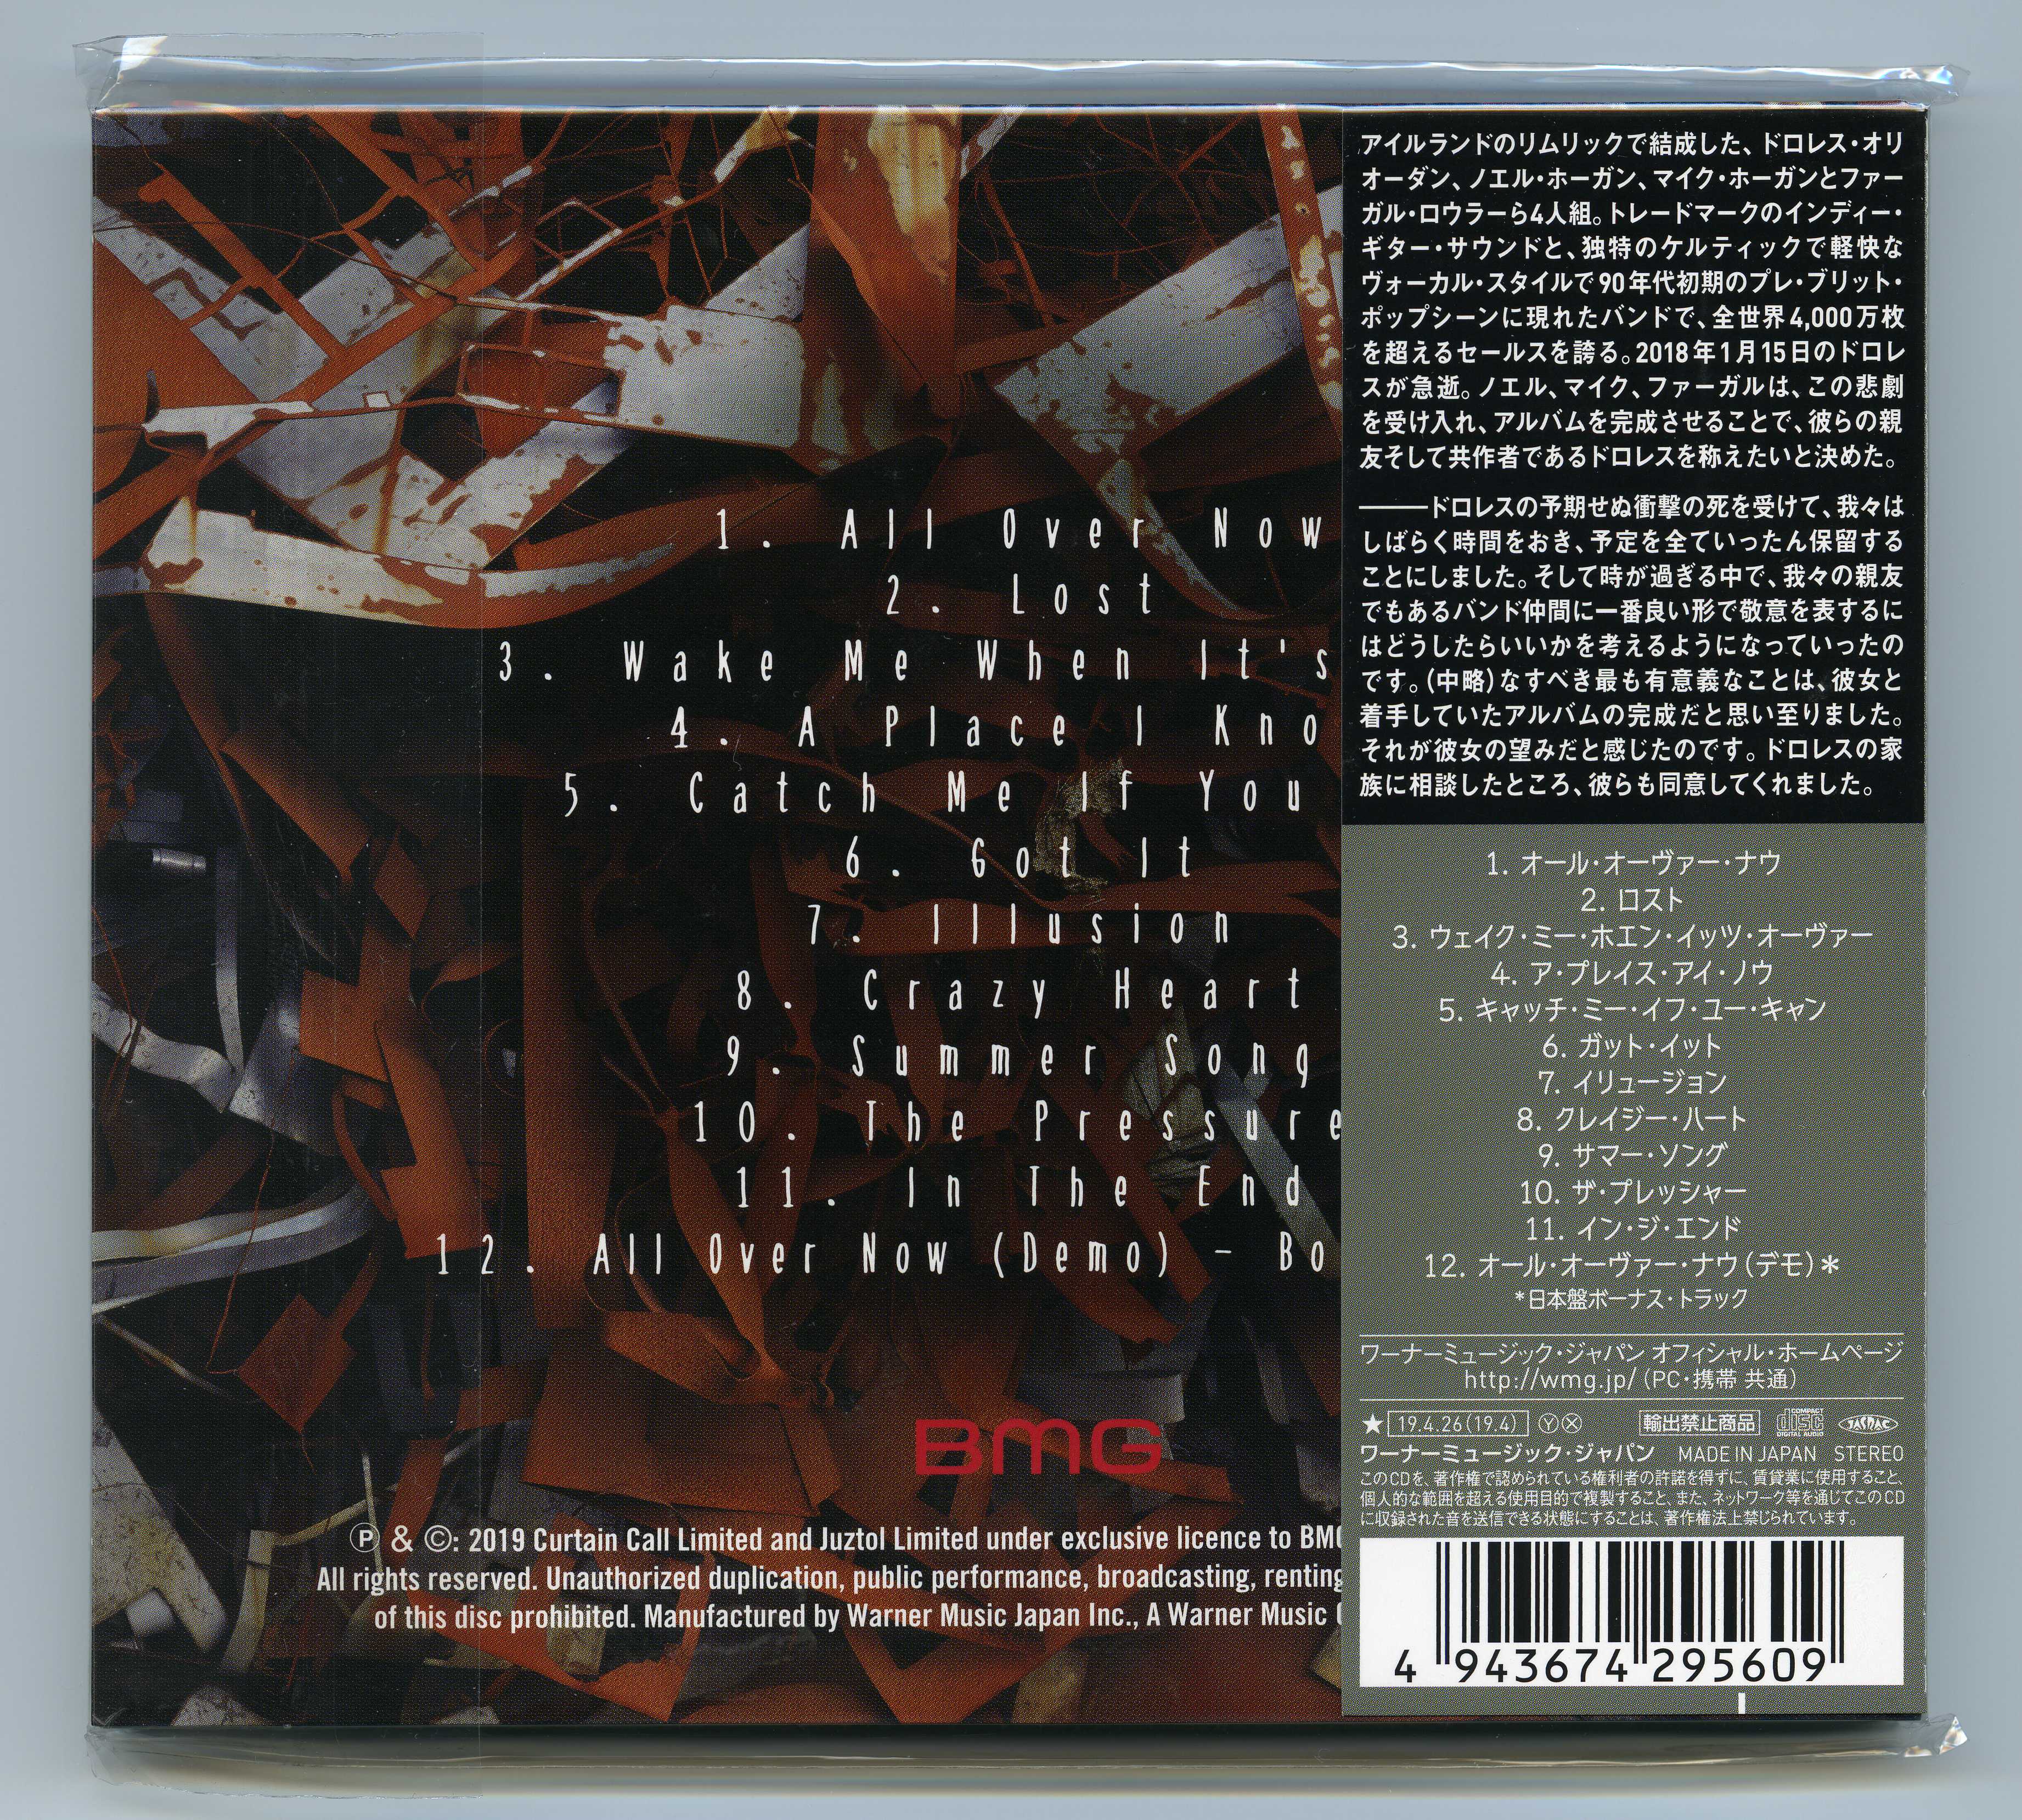 1. All Over Now
2. Lost
3. Wake Me When It's
4. A Place I Kno
5. Catch Me If You
6. Got It
7. Illusion
8. Crazy Heart
9. Summer Song
10. The Pressure
11. In The End
12. All Over Now (Demo) – Bo
BMG
Ⓟ & ©: 2019 Curtain Call Limited and Juztol Limited under exclusive licence to BMG
All rights reserved. Unauthorized duplication, public performance, broadcasting, renting
of this disc prohibited. Manufactured by Warner Music Japan Inc., A Warner Music
アイルランドのリムリックで結成した、ドロレス・オリ
オーダン、ノエル・ホーガン、マイク・ホーガンとファー
ガル・ロウラーら4人組。トレードマークのインディー・
ギター・サウンドと、独特のケルティックで軽快な
ヴォーカル・スタイルで90年代初期のプレ・ブリット・
ポップシーンに現れたバンドで、全世界4,000万枚
を超えるセールスを誇る。2018年1月15日のドロレ
スが急逝。ノエル、マイク、ファーガルは、この悲劇
を受け入れ、アルバムを完成させることで、彼らの親
友そして共作者であるドロレスを称えたいと決めた。
――ドロレスの予期せぬ衝撃の死を受けて、我々は
しばらく時間をおき、予定を全ていったん保留する
ことにしました。そして時が過ぎる中で、我々の親友
でもあるバンド仲間に一番良い形で敬意を表するに
はどうしたらいいかを考えるようになっていったの
です。(中略)なすべき最も有意義なことは、彼女と
着手していたアルバムの完成だと思い至りました。
それが彼女の望みだと感じたのです。ドロレスの家
族に相談したところ、彼らも同意してくれました。
1. オール・オーヴァー・ナウ
2. ロスト
3. ウェイク・ミー・ホエン・イッツ・オーヴァー
4. ア・プレイス・アイ・ノウ
5. キャッチ・ミー・イフ・ユー・キャン
6. ガット・イット
7. イリュージョン
8. クレイジー・ハート
9. サマー・ソング
10. ザ・プレッシャー
11. イン・ジ・エンド
12. オール・オーヴァー・ナウ(デモ)*
*日本盤ボーナス・トラック
ワーナーミュージック・ジャパン オフィシャル・ホームページ
http://wmg.jp/(PC・携帯 共通)
★ 19.4.26(19.4) Ⓨ Ⓧ 輸出禁止商品 COMPACT disc DIGITAL AUDIO JASRAC
ワーナーミュージック・ジャパン MADE IN JAPAN STEREO
このCDを、著作権で認められている権利者の許諾を得ずに、賃貸業に使用すること、
個人的な範囲を超える使用目的で複製すること、また、ネットワーク等を通じてこのCD
に収録された音を送信できる状態にすることは、著作権法上禁じられています。
4 943674 295609